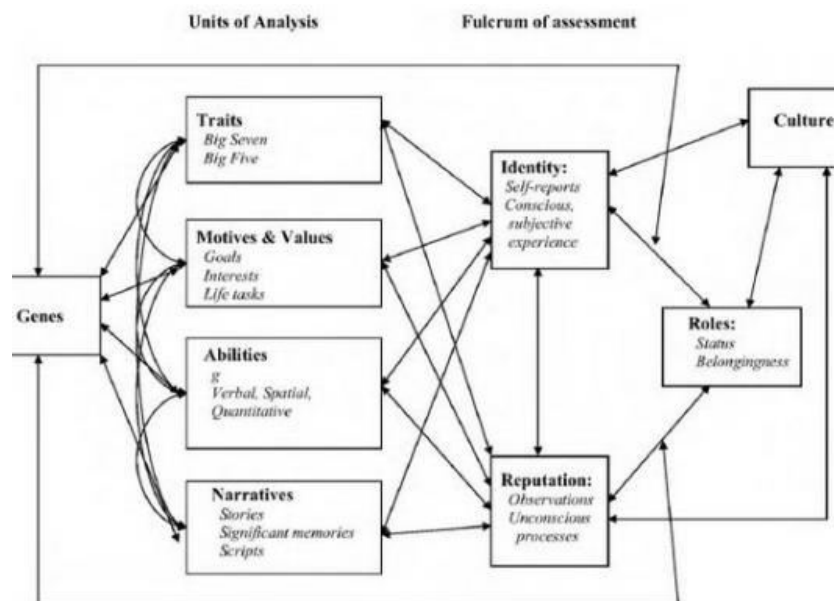 Units of Analysis
Fulcrum of assessment
Traits
Big Seven
Big Five
Motives & Values
Goals
Interests
Life tasks
Abilities
g
Verbal, Spatial,
Quantitative
Narratives
Stories
Significant memories
Scripts
Genes
Identity:
Self-reports
Conscious,
subjective
experience
Reputation:
Observations
Unconscious
processes
Culture
Roles:
Status
Belongingness